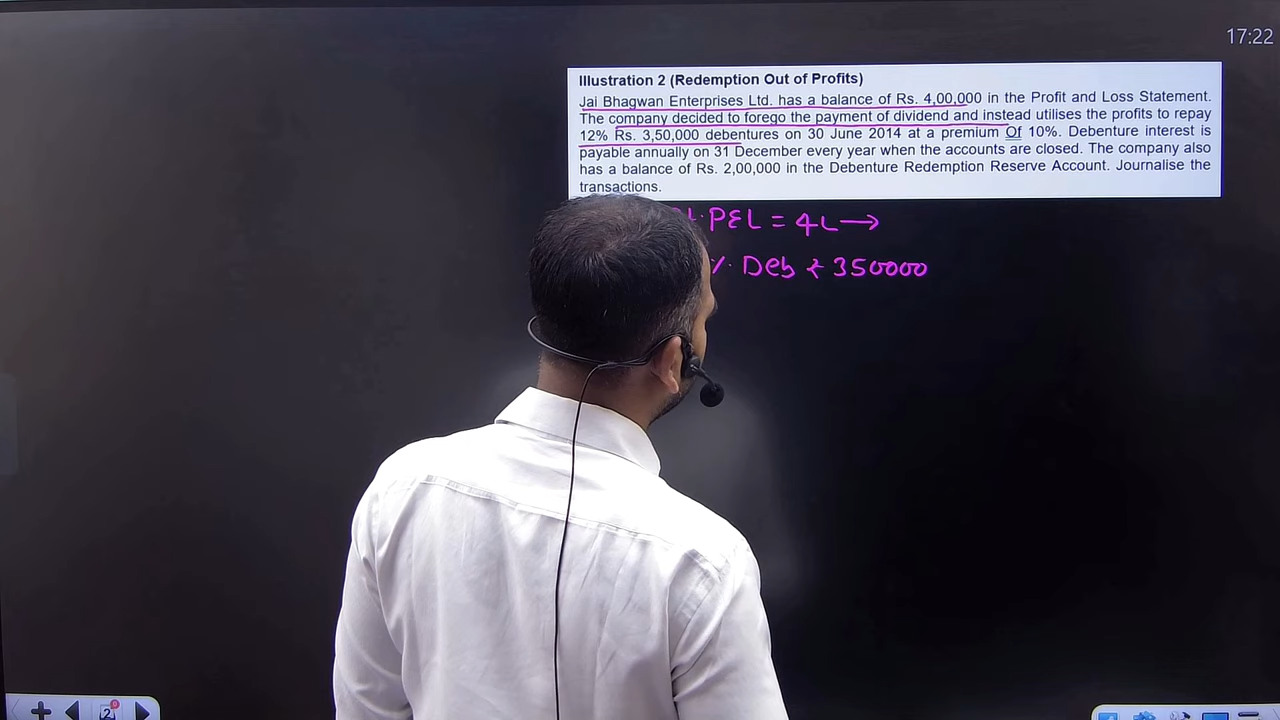 17:22
Illustration 2 (Redemption Out of Profits)
Jai Bhagwan Enterprises Ltd. has a balance of Rs. 4,00,000 in the Profit and Loss Statement.
The company decided to forego the payment of dividend and instead utilises the profits to repay
12% Rs. 3,50,000 debentures on 30 June 2014 at a premium Of 10%. Debenture interest is
payable annually on 31 December every year when the accounts are closed. The company also
has a balance of Rs. 2,00,000 in the Debenture Redemption Reserve Account. Journalise the
transactions.
P&L = 4L →
% Deb ₹ 350000
2